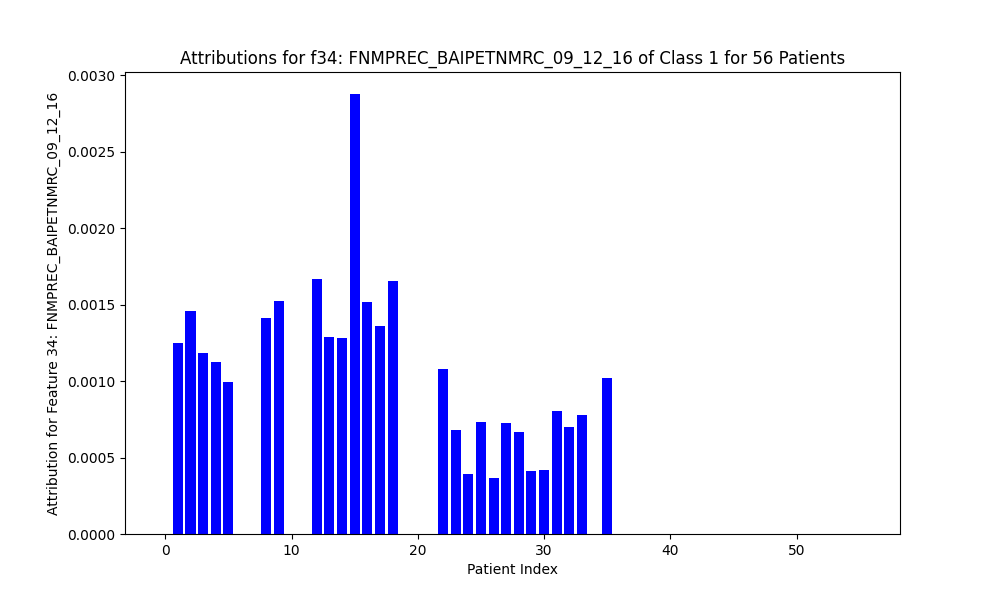 Attributions for f34: FNMPREC_BAIPETNMRC_09_12_16 of Class 1 for 56 Patients
Attribution for Feature 34: FNMPREC_BAIPETNMRC_09_12_16
0.0030
0.0025
0.0020
0.0015
0.0010
0.0005
0.0000
0 10 20 30 40 50
Patient Index